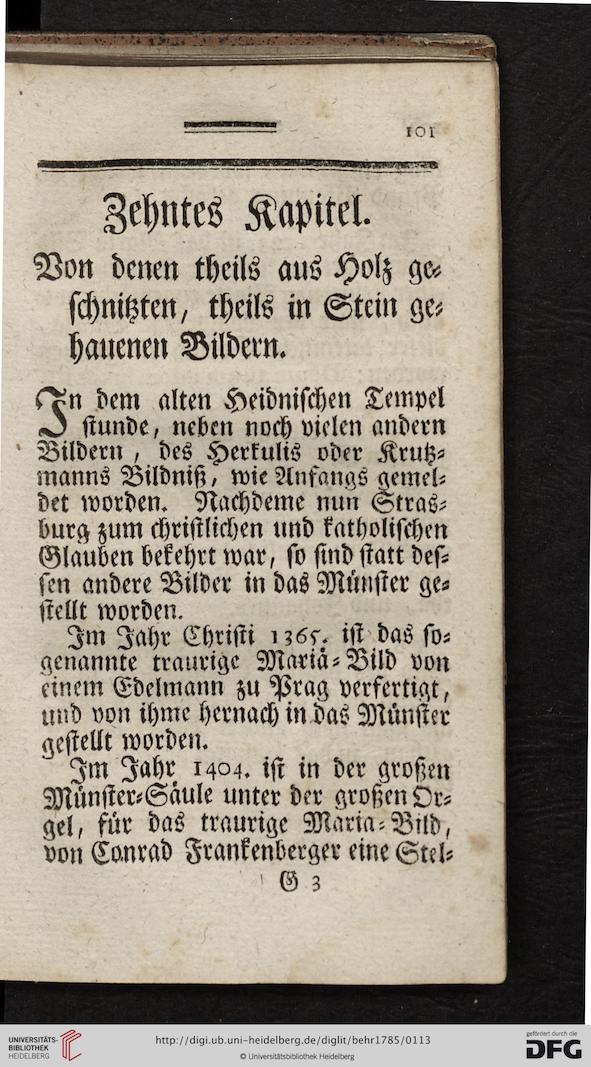 101
Zehntes Kapitel.
Von denen theils aus Holz ge⸗
schnitzten, theils in Stein ge⸗
hauenen Bildern.
In dem alten Heidnischen Tempel
stunde, neben noch vielen andern
Bildern, des Herkulis oder Krutz⸗
manns Bildniß, wie Anfangs gemel⸗
det worden. Nachdeme nun Stras⸗
burg zum christlichen und katholischen
Glauben bekehrt war, so sind statt des⸗
sen andere Bilder in das Münster ge⸗
stellt worden.
Im Jahr Christi 1365. ist das so⸗
genannte traurige Mariä⸗Bild von
einem Edelmann zu Prag verfertigt,
und von ihme hernach in das Münster
gestellt worden.
Im Jahr 1404. ist in der großen
Münster⸗Säule unter der großen Or⸗
gel, für das traurige Maria⸗Bild,
von Conrad Frankenberger eine Stel⸗
G 3
UNIVERSITÄTS-
BIBLIOTHEK
HEIDELBERG
http://digi.ub.uni-heidelberg.de/diglit/behr1785/0113
© Universitätsbibliothek Heidelberg
gefördert durch die
DFG